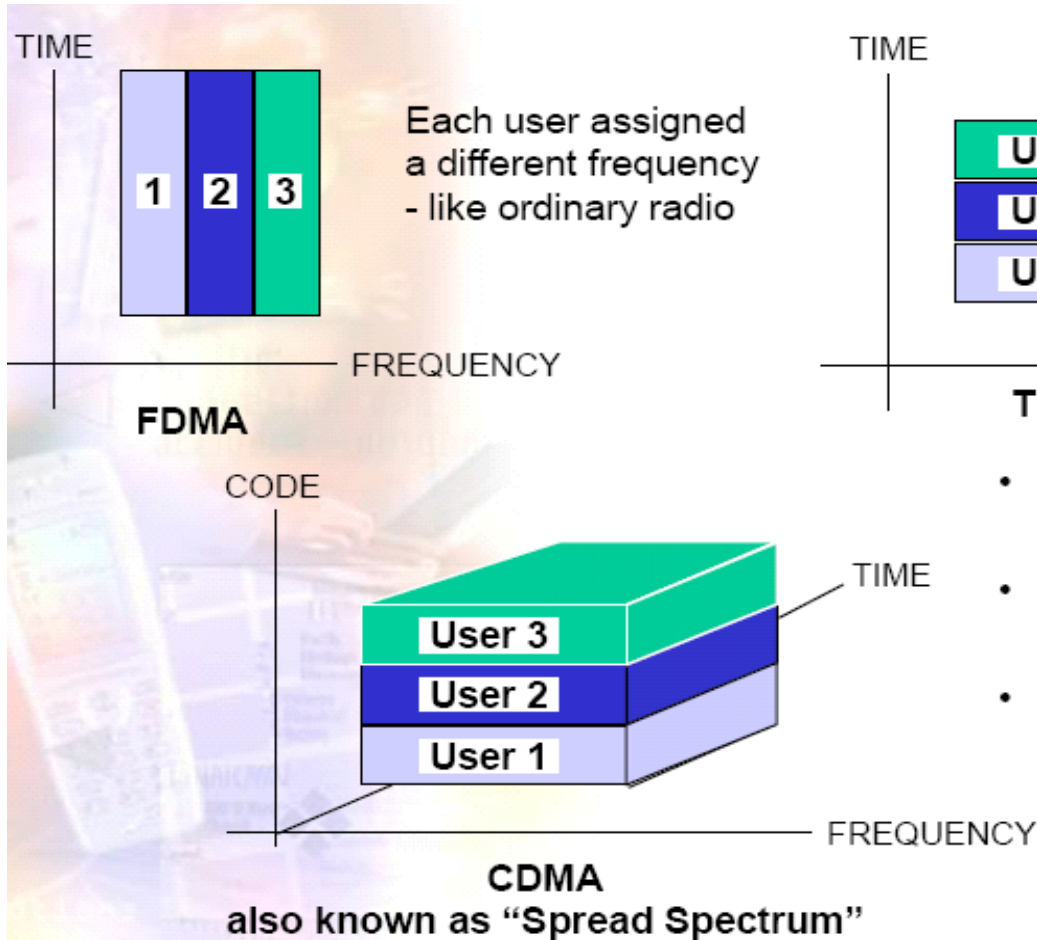 TIME
1 2 3
Each user assigned
a different frequency
- like ordinary radio
FREQUENCY
FDMA
TIME
U
U
U
T
•
•
•
CODE
TIME
User 3
User 2
User 1
FREQUENCY
CDMA
also known as “Spread Spectrum”